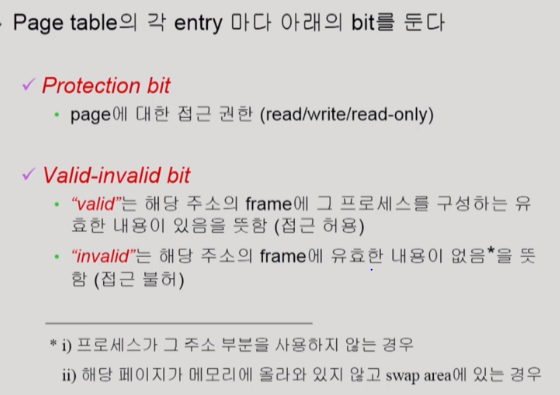 Page table의 각 entry 마다 아래의 bit를 둔다
✓ Protection bit
• page에 대한 접근 권한 (read/write/read-only)
✓ Valid-invalid bit
• “valid”는 해당 주소의 frame에 그 프로세스를 구성하는 유
효한 내용이 있음을 뜻함 (접근 허용)
• “invalid”는 해당 주소의 frame에 유효한 내용이 없음*을 뜻
함 (접근 불허)
* i) 프로세스가 그 주소 부분을 사용하지 않는 경우
ii) 해당 페이지가 메모리에 올라와 있지 않고 swap area에 있는 경우